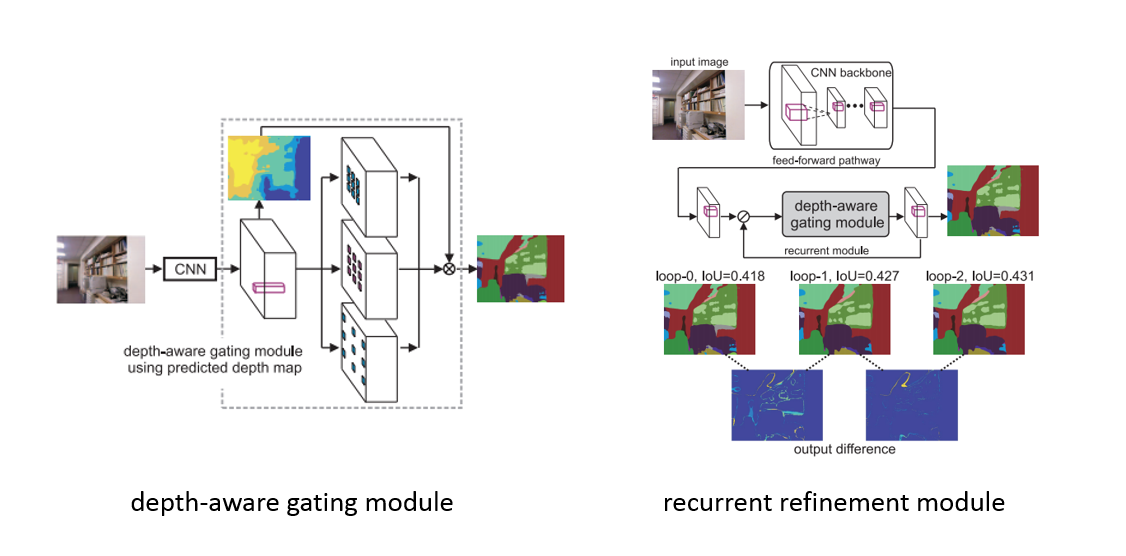 CNN
depth-aware gating module
using predicted depth map
depth-aware gating module
input image
CNN backbone
feed-forward pathway
depth-aware
gating module
recurrent module
loop-0, IoU=0.418
loop-1, IoU=0.427
loop-2, IoU=0.431
output difference
recurrent refinement module